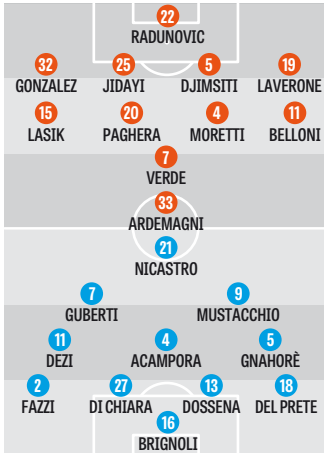 22
RADUNOVIC
32 25 5 19
GONZALEZ JIDAYI DJIMSITI LAVERONE
15 20 4 11
LASIK PAGHERA MORETTI BELLONI
7
VERDE
33
ARDEMAGNI
21
NICASTRO
7 9
GUBERTI MUSTACCHIO
11 4 5
DEZI ACAMPORA GNAHORÈ
2 27 13 18
FAZZI DI CHIARA DOSSENA DEL PRETE
16
BRIGNOLI